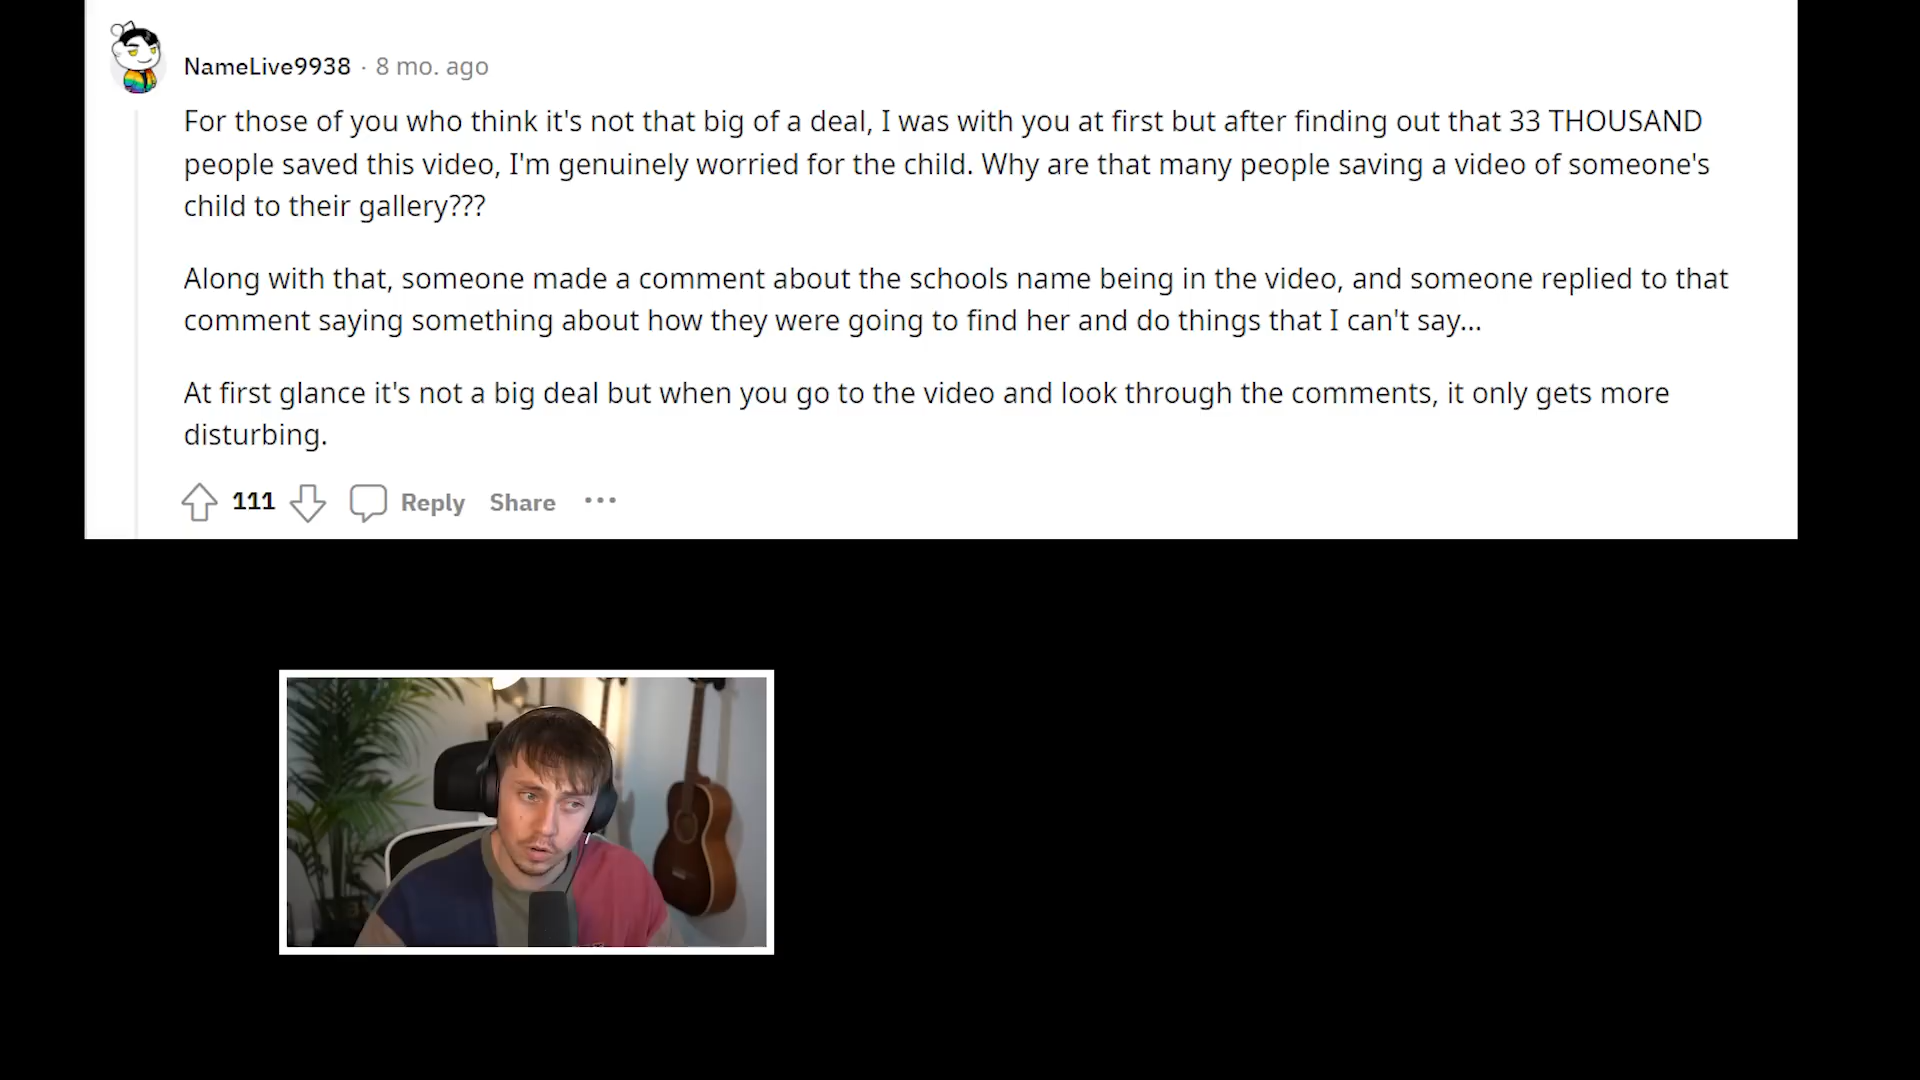 NameLive9938 · 8 mo. ago
For those of you who think it's not that big of a deal, I was with you at first but after finding out that 33 THOUSAND
people saved this video, I'm genuinely worried for the child. Why are that many people saving a video of someone's
child to their gallery???
Along with that, someone made a comment about the schools name being in the video, and someone replied to that
comment saying something about how they were going to find her and do things that I can't say...
At first glance it's not a big deal but when you go to the video and look through the comments, it only gets more
disturbing.
111 Reply Share ...